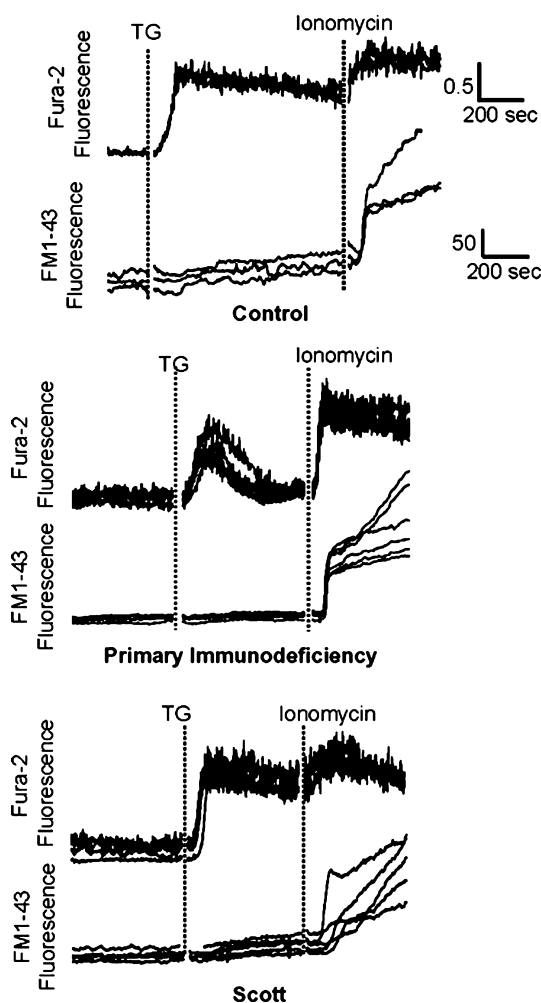 TG
Ionomycin
Fura-2
Fluorescence
0.5
200 sec
FM1-43
Fluorescence
50
200 sec
Control
TG
Ionomycin
Fura-2
Fluorescence
FM1-43
Fluorescence
Primary Immunodeficiency
TG
Ionomycin
Fura-2
Fluorescence
FM1-43
Fluorescence
Scott